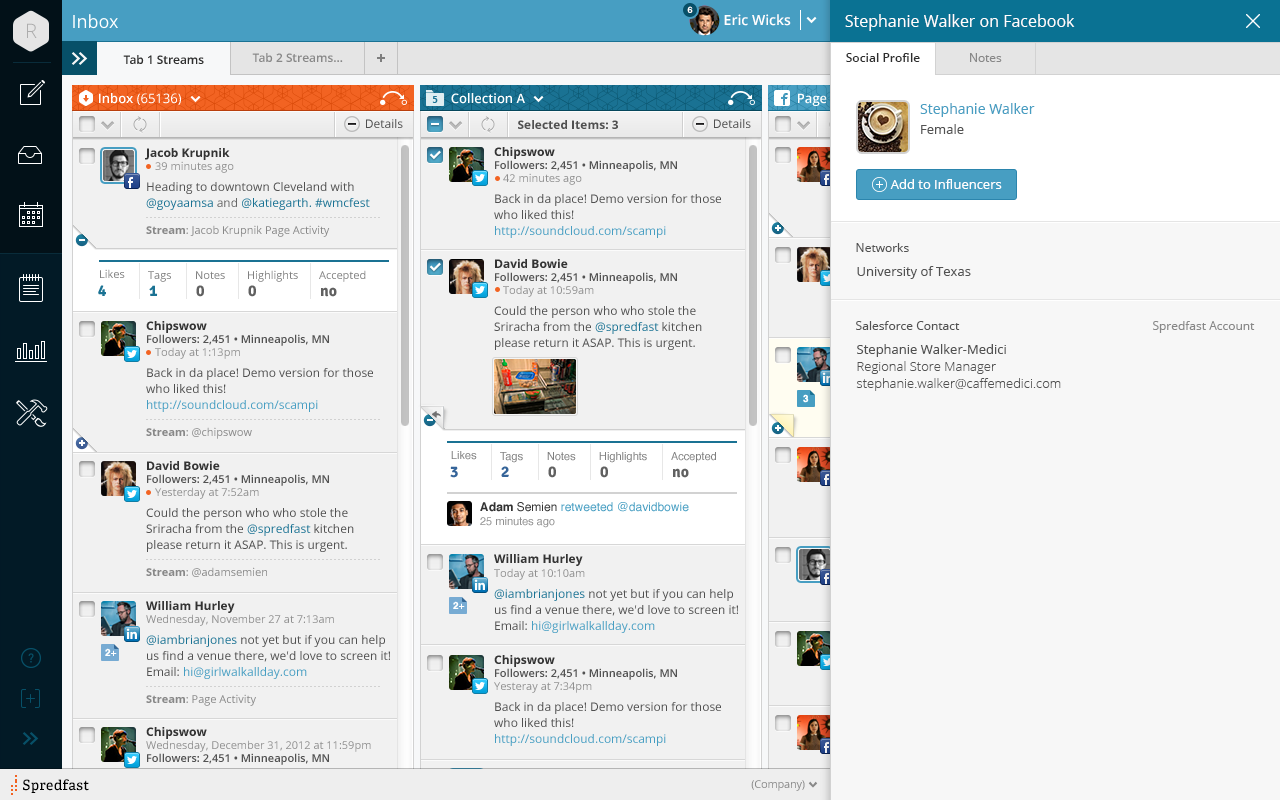 R
Inbox
6
Eric Wicks
Stephanie Walker on Facebook
Tab 1 Streams
Tab 2 Streams...
+
Social Profile
Notes
Inbox (65136)
Details
Jacob Krupnik
39 minutes ago
Heading to downtown Cleveland with
@goyaamsa and @katiegarth. #wmcfest
Stream: Jacob Krupnik Page Activity
Likes
4
Tags
1
Notes
0
Highlights
0
Accepted
no
Chipswow
Followers: 2,451 • Minneapolis, MN
Today at 1:13pm
Back in da place! Demo version for those
who liked this!
http://soundcloud.com/scampi
Stream: @chipswow
David Bowie
Followers: 2,451 • Minneapolis, MN
Yesterday at 7:52am
Could the person who who stole the
Sriracha from the @spredfast kitchen
please return it ASAP. This is urgent.
Stream: @adamsemien
William Hurley
Wednesday, November 27 at 7:13am
2+
@iambrianjones not yet but if you can help
us find a venue there, we'd love to screen it!
Email: hi@girlwalkallday.com
Stream: Page Activity
Chipswow
Wednesday, December 31, 2012 at 11:59pm
Followers: 2,451 • Minneapolis, MN
5
Collection A
Selected Items: 3
Details
Chipswow
Followers: 2,451 • Minneapolis, MN
42 minutes ago
Back in da place! Demo version for those
who liked this!
http://soundcloud.com/scampi
David Bowie
Followers: 2,451 • Minneapolis, MN
Today at 10:59am
Could the person who who stole the
Sriracha from the @spredfast kitchen
please return it ASAP. This is urgent.
Likes
3
Tags
2
Notes
0
Highlights
0
Accepted
no
Adam Semien retweeted @davidbowie
25 minutes ago
William Hurley
Today at 10:10am
2+
@iambrianjones not yet but if you can help
us find a venue there, we'd love to screen it!
Email: hi@girlwalkallday.com
Chipswow
Followers: 2,451 • Minneapolis, MN
Yesteray at 7:34pm
Back in da place! Demo version for those
who liked this!
http://soundcloud.com/scampi
Page
3
Stephanie Walker
Female
Add to Influencers
Networks
University of Texas
Salesforce Contact
Spredfast Account
Stephanie Walker-Medici
Regional Store Manager
stephanie.walker@caffemedici.com
Spredfast
(Company)